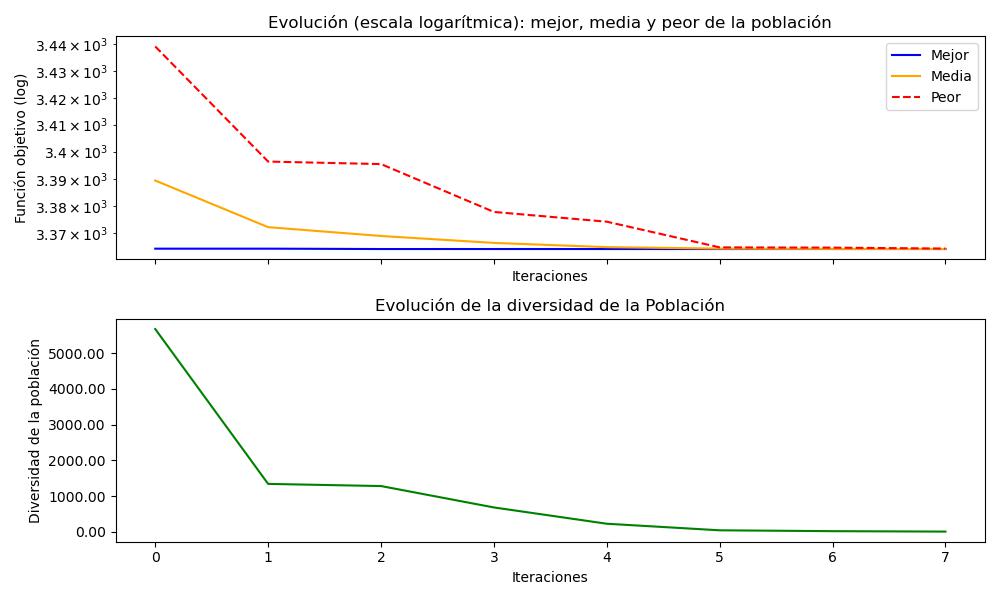 Evolución (escala logarítmica): mejor, media y peor de la población
Función objetivo (log)
3.44 × 10³
3.43 × 10³
3.42 × 10³
3.41 × 10³
3.4 × 10³
3.39 × 10³
3.38 × 10³
3.37 × 10³
Mejor
Media
Peor
Iteraciones
Evolución de la diversidad de la Población
Diversidad de la población
5000.00
4000.00
3000.00
2000.00
1000.00
0.00
0 1 2 3 4 5 6 7
Iteraciones